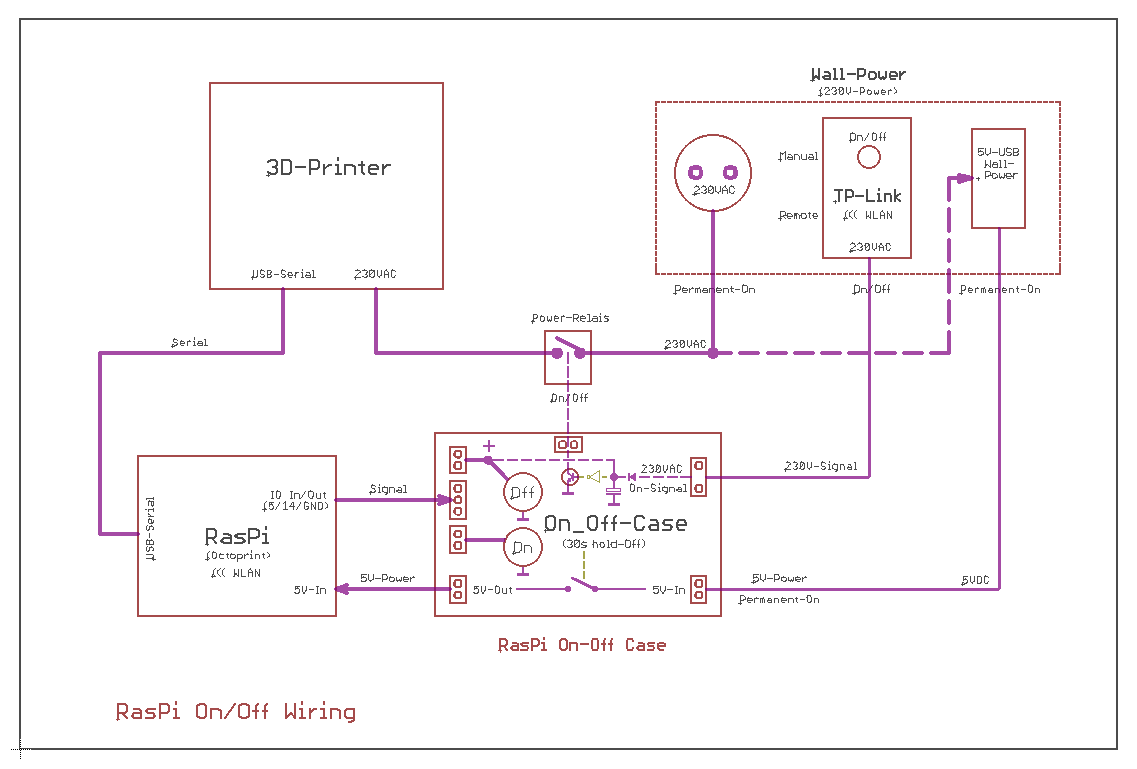 Wall-Power
(230V-Power)
3D-Printer
USB-Serial
230VAC
230VAC
Manual
Remote
On/Off
TP-Link
((( WLAN
230VAC
5V-USB
Wall-
Power
Permanent-On
On/Off
Permanent-On
Serial
Power-Relais
230VAC
On/Off
+
230VAC
On-Signal
230V-Signal
IO In/Out
(5/14/GND)
Signal
Off
USB-Serial
RasPi
(Octoprint)
((( WLAN
On_Off-Case
(30s hold-Off)
On
5V-In
5V-Power
5V-Out
5V-In
5V-Power
Permanent-On
5VDC
RasPi On-Off Case
RasPi On/Off Wiring